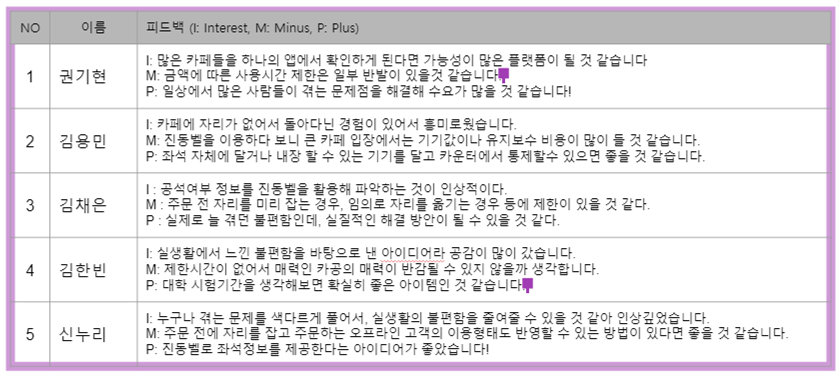 NO 이름 피드백 (I: Interest, M: Minus, P: Plus)
1 권기현
I: 많은 카페들을 하나의 앱에서 확인하게 된다면 가능성이 많은 플랫폼이 될 것 같습니다
M: 금액에 따른 사용시간 제한은 일부 반발이 있을것 같습니다
P: 일상에서 많은 사람들이 겪는 문제점을 해결해 수요가 많을 것 같습니다!
2 김용민
I: 카페에 자리가 없어서 돌아다닌 경험이 있어서 흥미로웠습니다.
M: 진동벨을 이용하다 보니 큰 카페 입장에서는 기기값이나 유지보수 비용이 많이 들 것 같습니다.
P: 좌석 자체에 달거나 내장 할 수 있는 기기를 달고 카운터에서 통제할수 있으면 좋을 것 같습니다.
3 김채은
I : 공석여부 정보를 진동벨을 활용해 파악하는 것이 인상적이다.
M : 주문 전 자리를 미리 잡는 경우, 임의로 자리를 옮기는 경우 등에 제한이 있을 것 같다.
P : 실제로 늘 겪던 불편함인데, 실질적인 해결 방안이 될 수 있을 것 같다.
4 김한빈
I: 실생활에서 느낀 불편함을 바탕으로 낸 아이디어라 공감이 많이 갔습니다.
M: 제한시간이 없어서 매력인 카공의 매력이 반감될 수 있지 않을까 생각합니다.
P: 대학 시험기간을 생각해보면 확실히 좋은 아이템인 것 같습니다
5 신누리
I: 누구나 겪는 문제를 색다르게 풀어서, 실생활의 불편함을 줄여줄 수 있을 것 같아 인상깊었습니다.
M: 주문 전에 자리를 잡고 주문하는 오프라인 고객의 이용형태도 반영할 수 있는 방법이 있다면 좋을 것 같습니다.
P: 진동벨로 좌석정보를 제공한다는 아이디어가 좋았습니다!